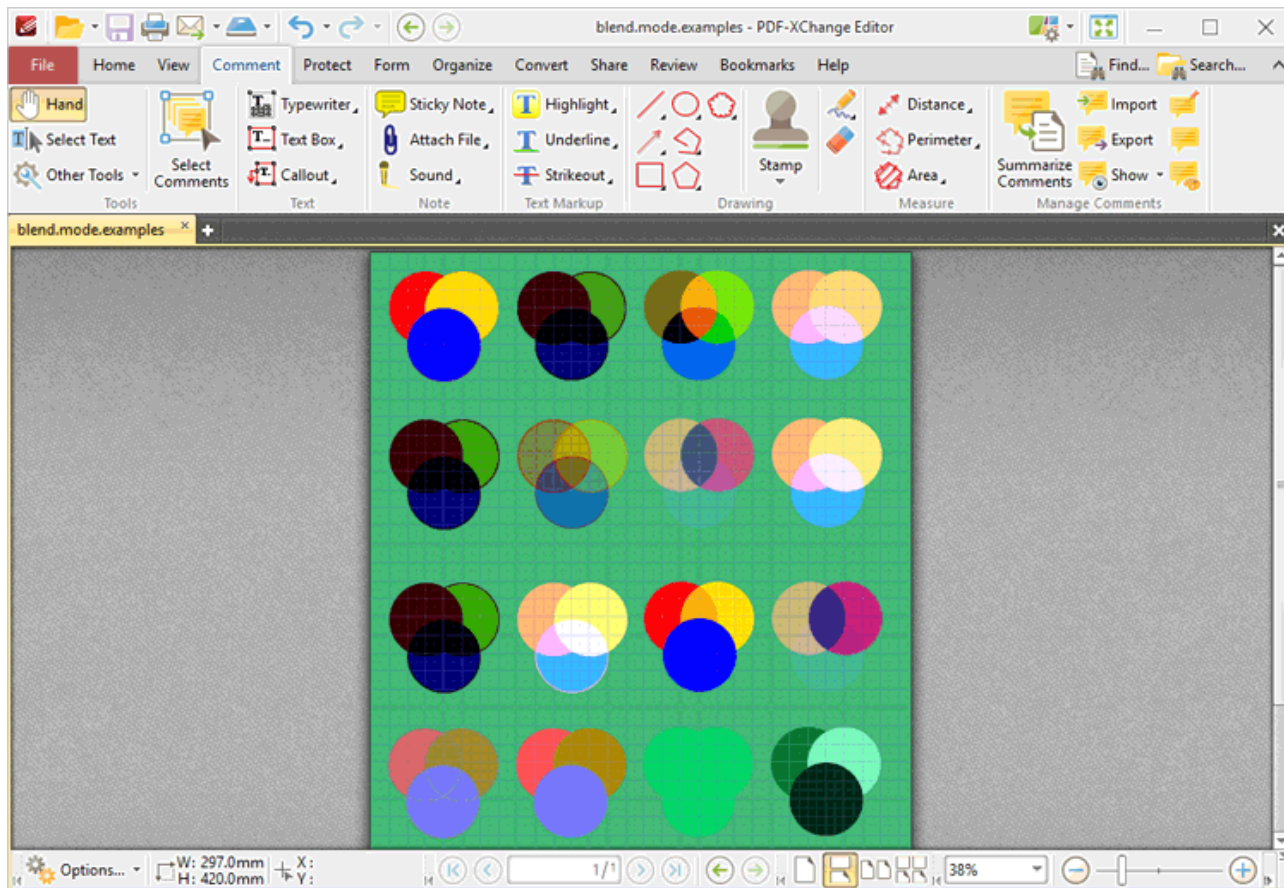 blend.mode.examples - PDF-XChange Editor
File Home View Comment Protect Form Organize Convert Share Review Bookmarks Help Find... Search...
Hand
Select Text
Other Tools
Select
Comments
Tools
Typewriter
Text Box
Callout
Text
Sticky Note
Attach File
Sound
Note
Highlight
Underline
Strikeout
Text Markup
Stamp
Drawing
Distance
Perimeter
Area
Measure
Summarize
Comments
Import
Export
Show
Manage Comments
blend.mode.examples
Options...
W: 297.0mm
H: 420.0mm
X:
Y:
1/1
38%